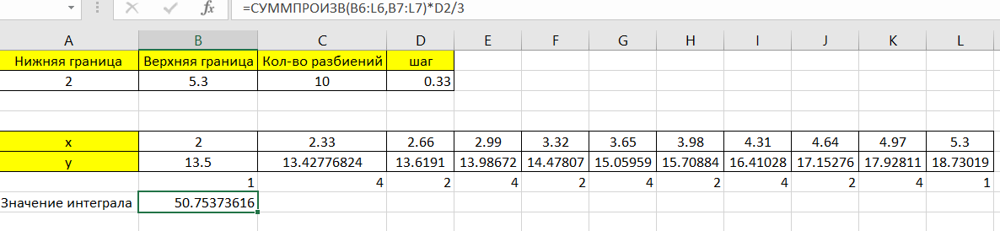 =СУММПРОИЗВ(B6:L6,B7:L7)*D2/3
A B C D E F G H I J K L
Нижняя граница Верхняя граница Кол-во разбиений шаг
2 5.3 10 0.33
x 2 2.33 2.66 2.99 3.32 3.65 3.98 4.31 4.64 4.97 5.3
y 13.5 13.42776824 13.6191 13.98672 14.47807 15.05959 15.70884 16.41028 17.15276 17.92811 18.73019
1 4 2 4 2 4 2 4 2 4 1
Значение интеграла 50.75373616